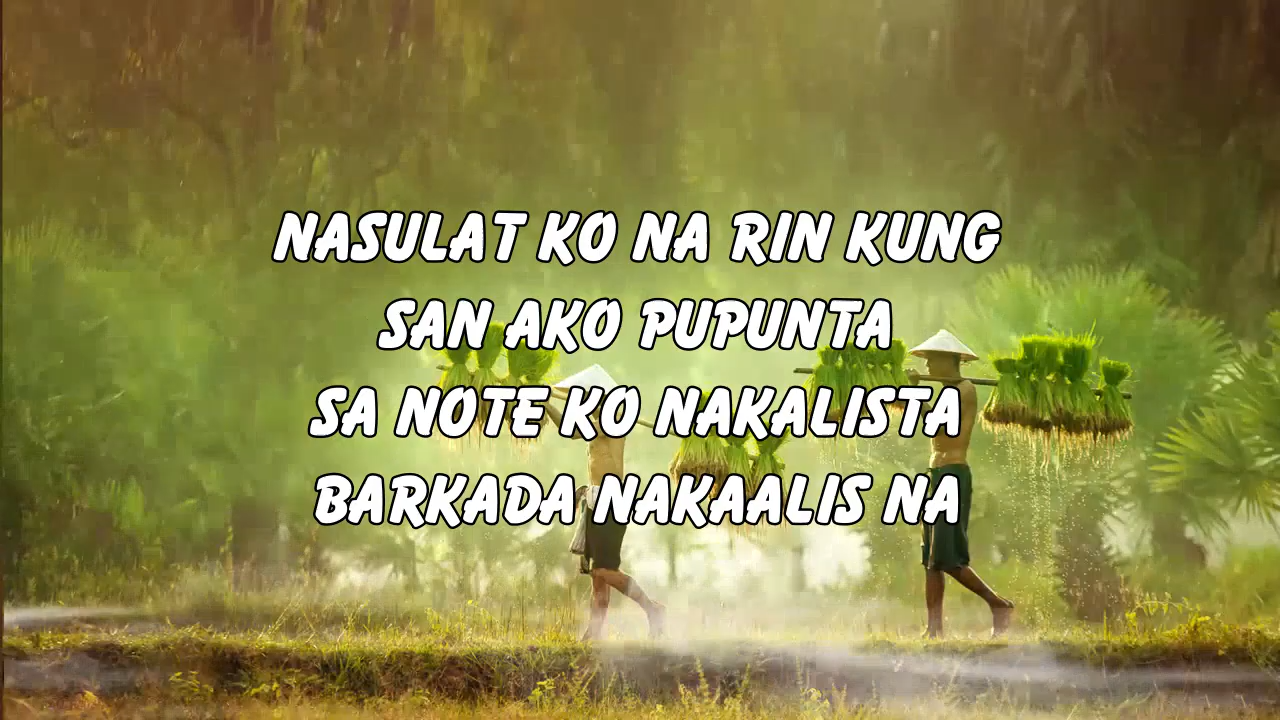 NASULAT KO NA RIN KUNG
SAN AKO PUPUNTA
SA NOTE KO NAKALISTA
BARKADA NAKAALIS NA